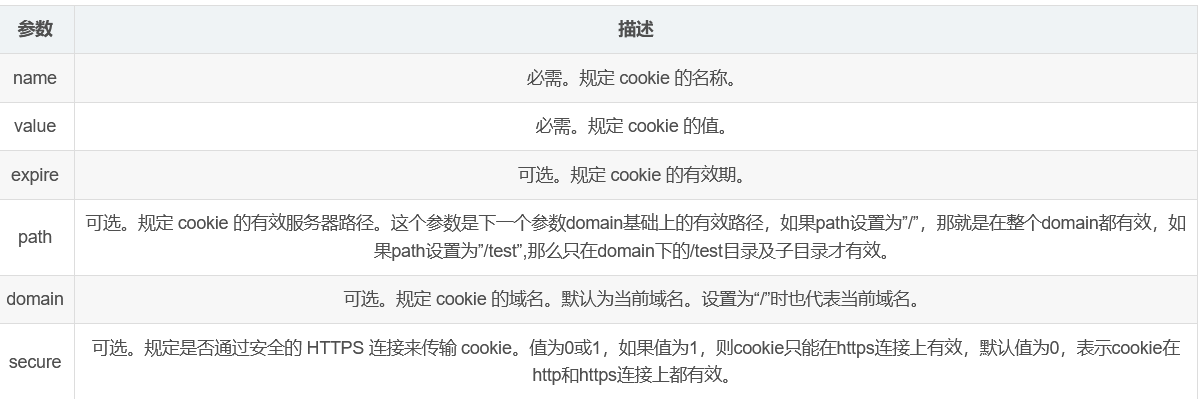 参数 描述
name 必需。规定 cookie 的名称。
value 必需。规定 cookie 的值。
expire 可选。规定 cookie 的有效期。
path 可选。规定 cookie 的有效服务器路径。这个参数是下一个参数domain基础上的有效路径，如果path设置为”/”，那就是在整个domain都有效，如
果path设置为”/test”,那么只在domain下的/test目录及子目录才有效。
domain 可选。规定 cookie 的域名。默认为当前域名。设置为“/”时也代表当前域名。
secure 可选。规定是否通过安全的 HTTPS 连接来传输 cookie。值为0或1，如果值为1，则cookie只能在https连接上有效，默认值为0，表示cookie在
http和https连接上都有效。